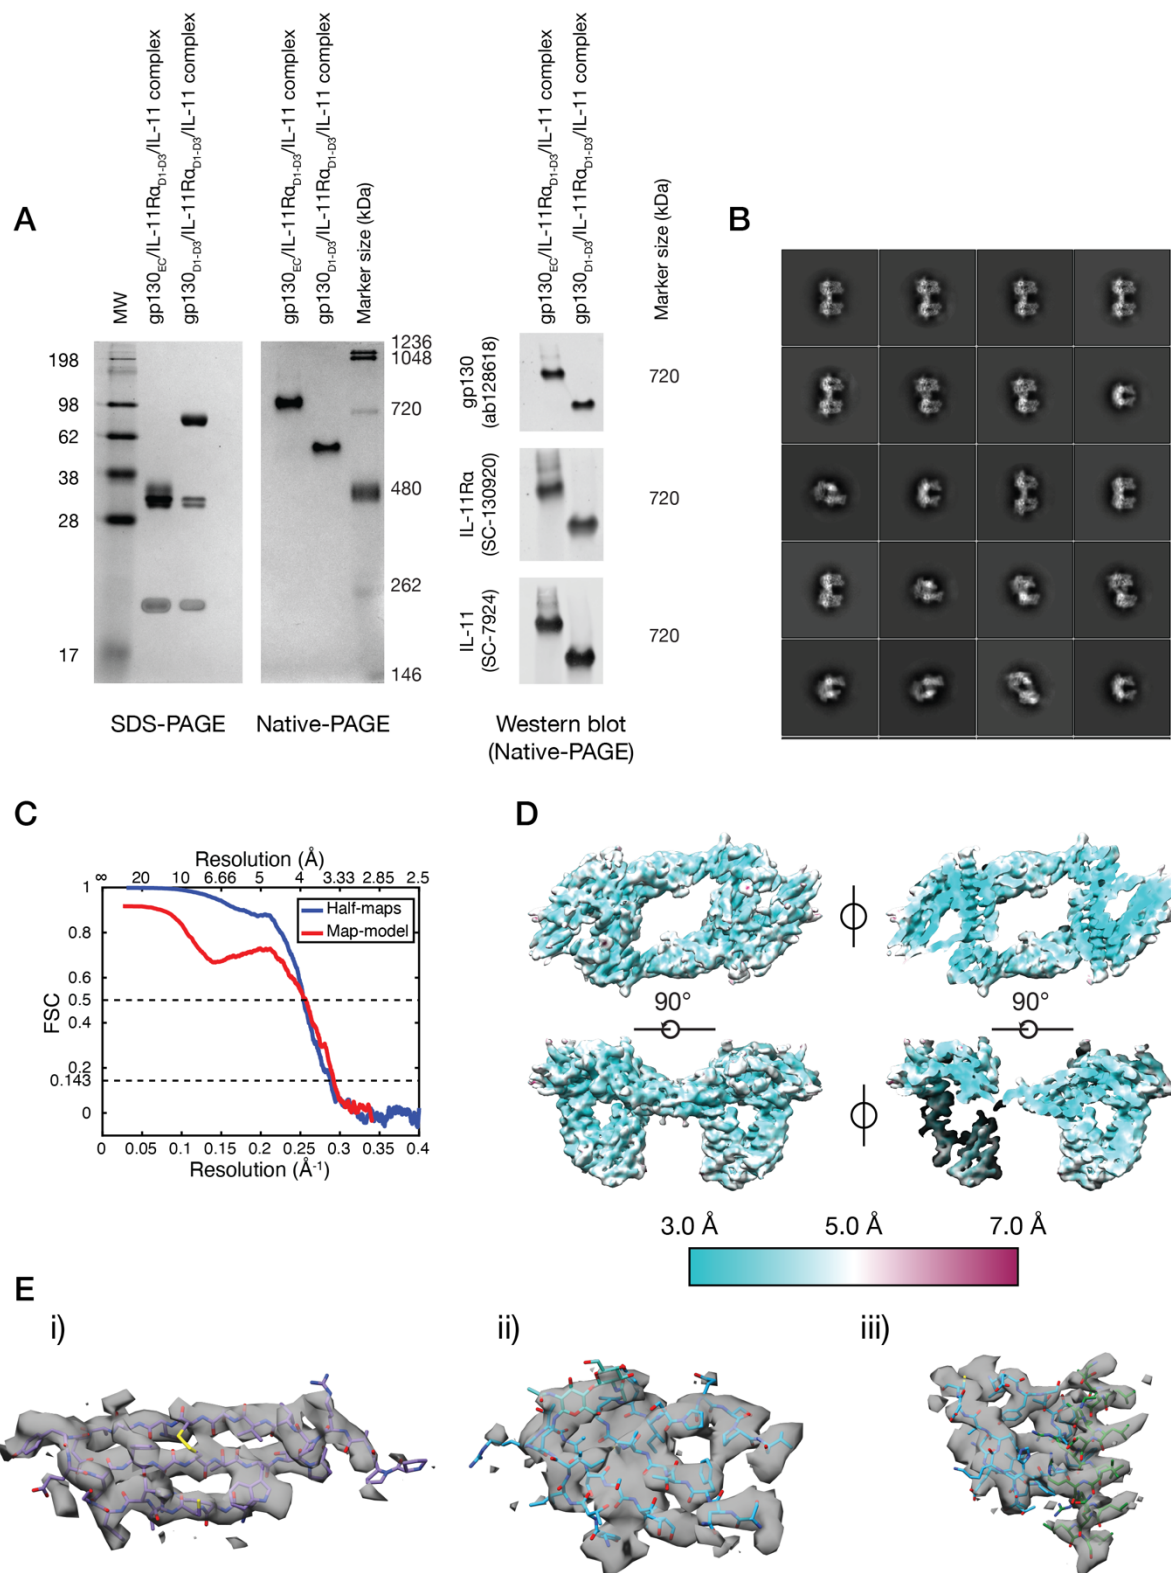 A
MW
gp130EC/IL-11RαD1-D3/IL-11 complex
gp130D1-D3/IL-11RαD1-D3/IL-11 complex
198
98
62
38
28
17
SDS-PAGE
gp130EC/IL-11RαD1-D3/IL-11 complex
gp130D1-D3/IL-11RαD1-D3/IL-11 complex
Marker size (kDa)
1236
1048
720
480
262
146
Native-PAGE
gp130EC/IL-11RαD1-D3/IL-11 complex
gp130D1-D3/IL-11RαD1-D3/IL-11 complex
Marker size (kDa)
gp130
(ab128618)
720
IL-11Rα
(SC-130920)
720
IL-11
(SC-7924)
720
Western blot
(Native-PAGE)
B
C
Resolution (Å)
∞ 20 10 6.66 5 4 3.33 2.85 2.5
Half-maps
Map-model
FSC
1
0.8
0.6
0.5
0.4
0.2
0.143
0
0 0.05 0.1 0.15 0.2 0.25 0.3 0.35 0.4
Resolution (Å-1)
D
90°
90°
3.0 Å 5.0 Å 7.0 Å
E
i)
ii)
iii)